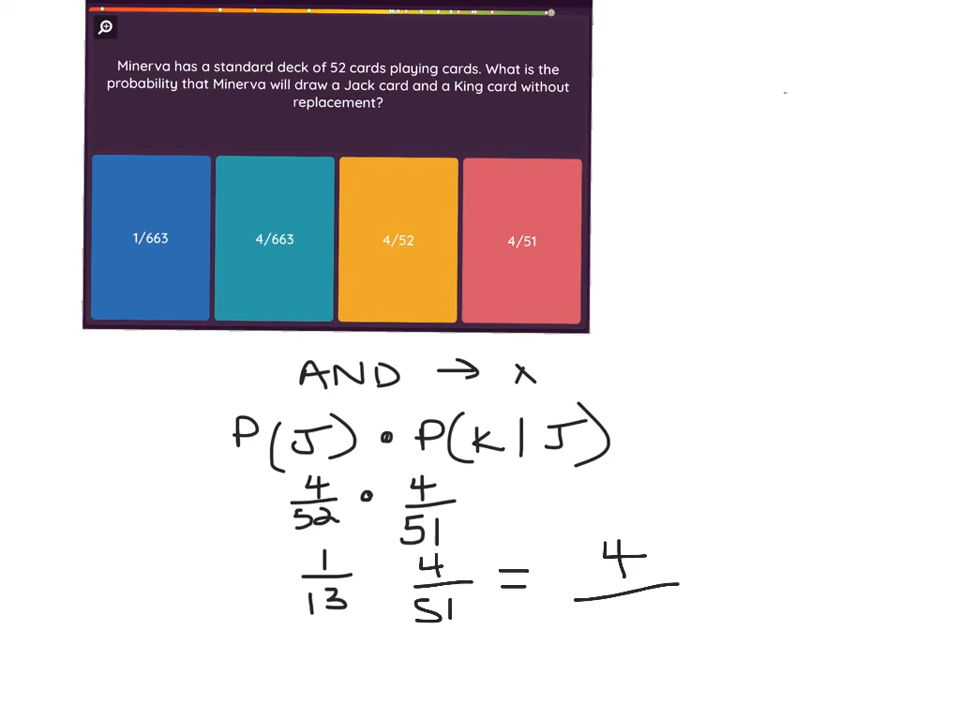 Minerva has a standard deck of 52 cards playing cards. What is the
probability that Minerva will draw a Jack card and a King card without
replacement?
1/663 4/663 4/52 4/51
AND → x
P(J) • P(K|J)
4/52 • 4/51
1/13 4/51 = 4/